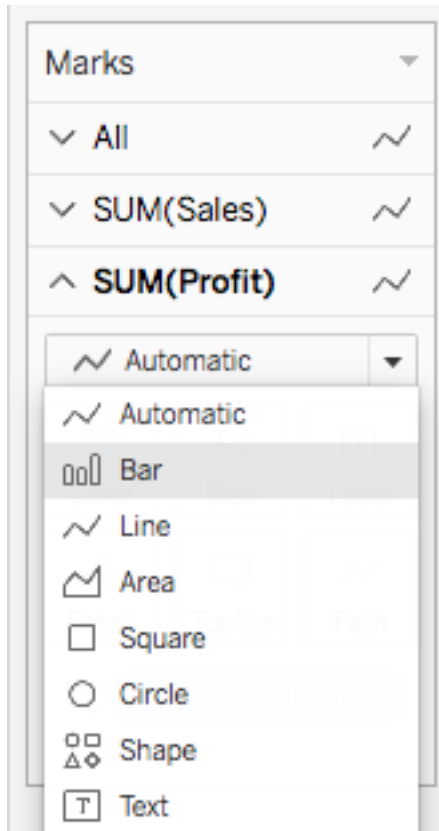 Marks
All
SUM(Sales)
SUM(Profit)
Automatic
Automatic
Bar
Line
Area
Square
Circle
Shape
T Text